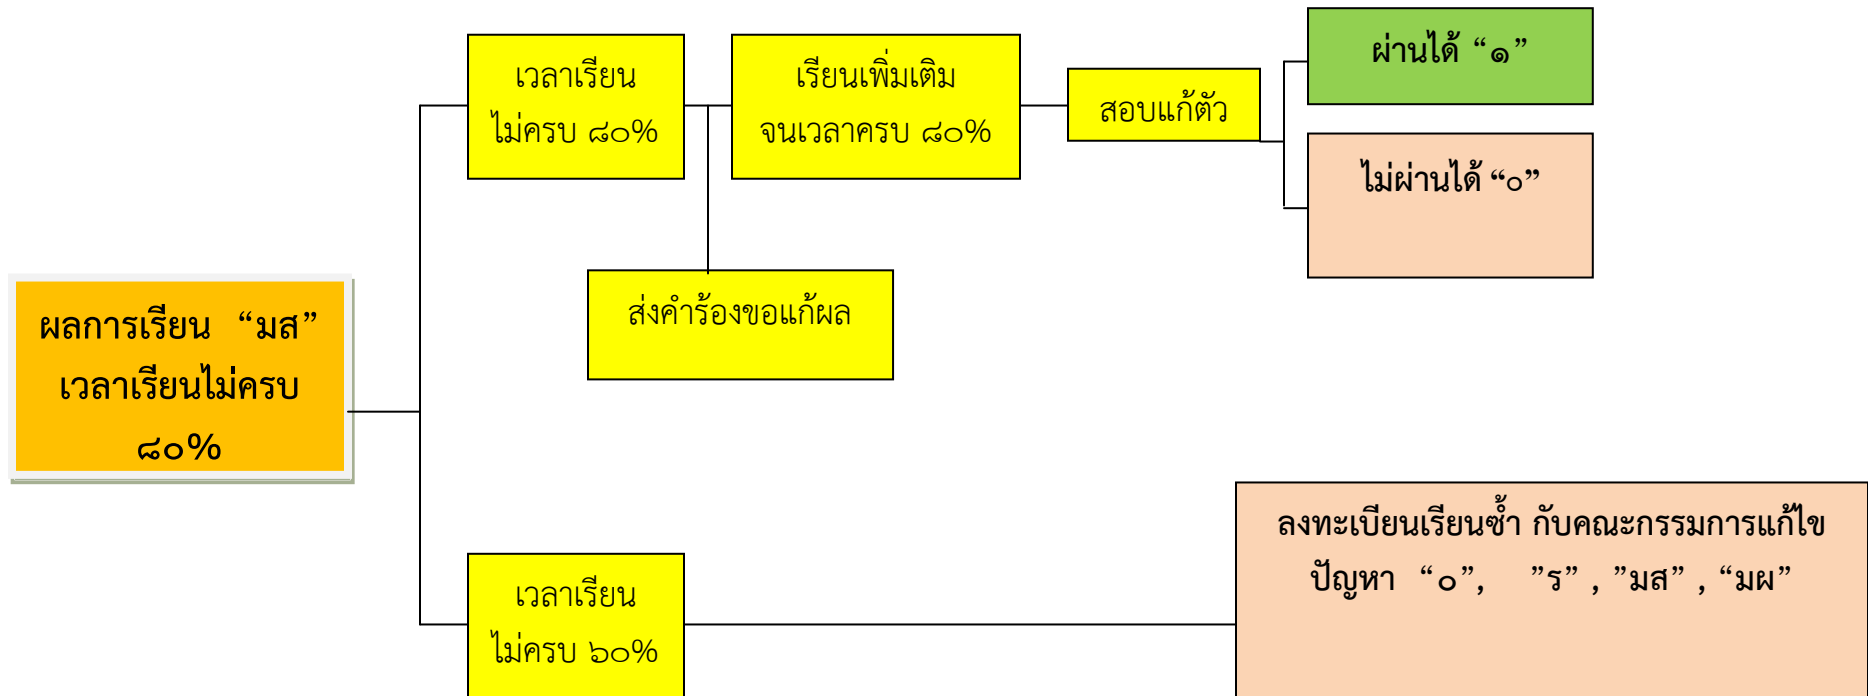 ผลการเรียน “มส”
เวลาเรียนไม่ครบ
๘๐%
เวลาเรียน
ไม่ครบ ๘๐%
เรียนเพิ่มเติม
จนเวลาครบ ๘๐%
สอบแก้ตัว
ผ่านได้ “๑”
ไม่ผ่านได้ “๐”
ส่งคำร้องขอแก้ผล
เวลาเรียน
ไม่ครบ ๖๐%
ลงทะเบียนเรียนซ้ำ กับคณะกรรมการแก้ไข
ปัญหา “๐”, ”ร” , ”มส” , “มผ”